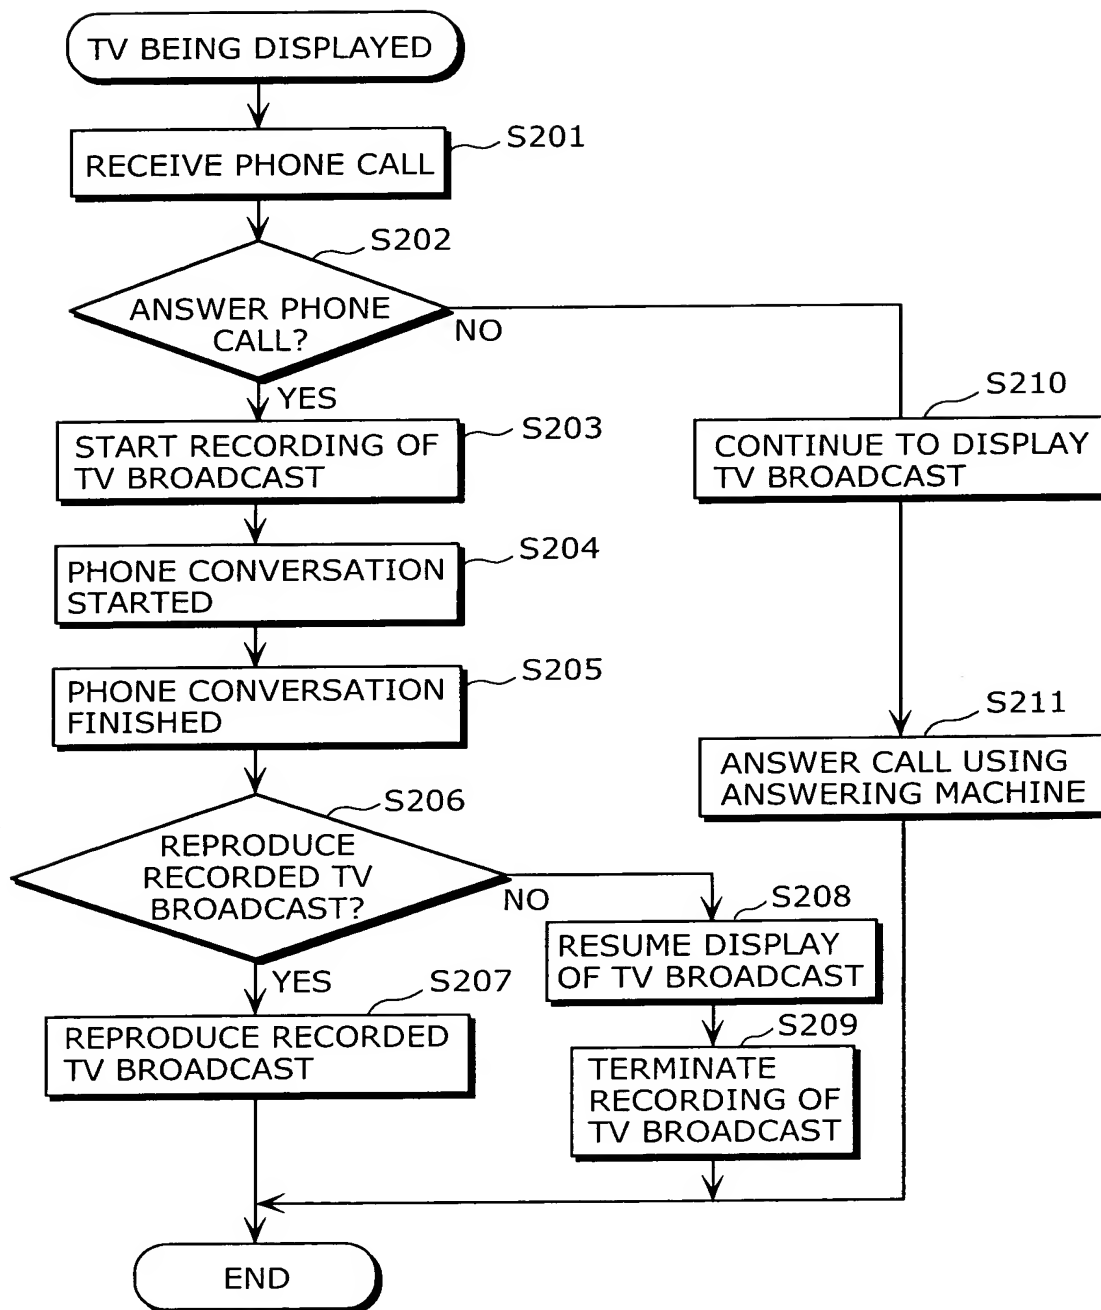 TV BEING DISPLAYED
S201
RECEIVE PHONE CALL
S202
ANSWER PHONE
CALL?
NO
YES
S203
START RECORDING OF
TV BROADCAST
S210
CONTINUE TO DISPLAY
TV BROADCAST
S204
PHONE CONVERSATION
STARTED
S205
PHONE CONVERSATION
FINISHED
S211
ANSWER CALL USING
ANSWERING MACHINE
S206
REPRODUCE
RECORDED TV
BROADCAST?
NO
YES
S208
RESUME DISPLAY
OF TV BROADCAST
S207
REPRODUCE RECORDED
TV BROADCAST
S209
TERMINATE
RECORDING OF
TV BROADCAST
END